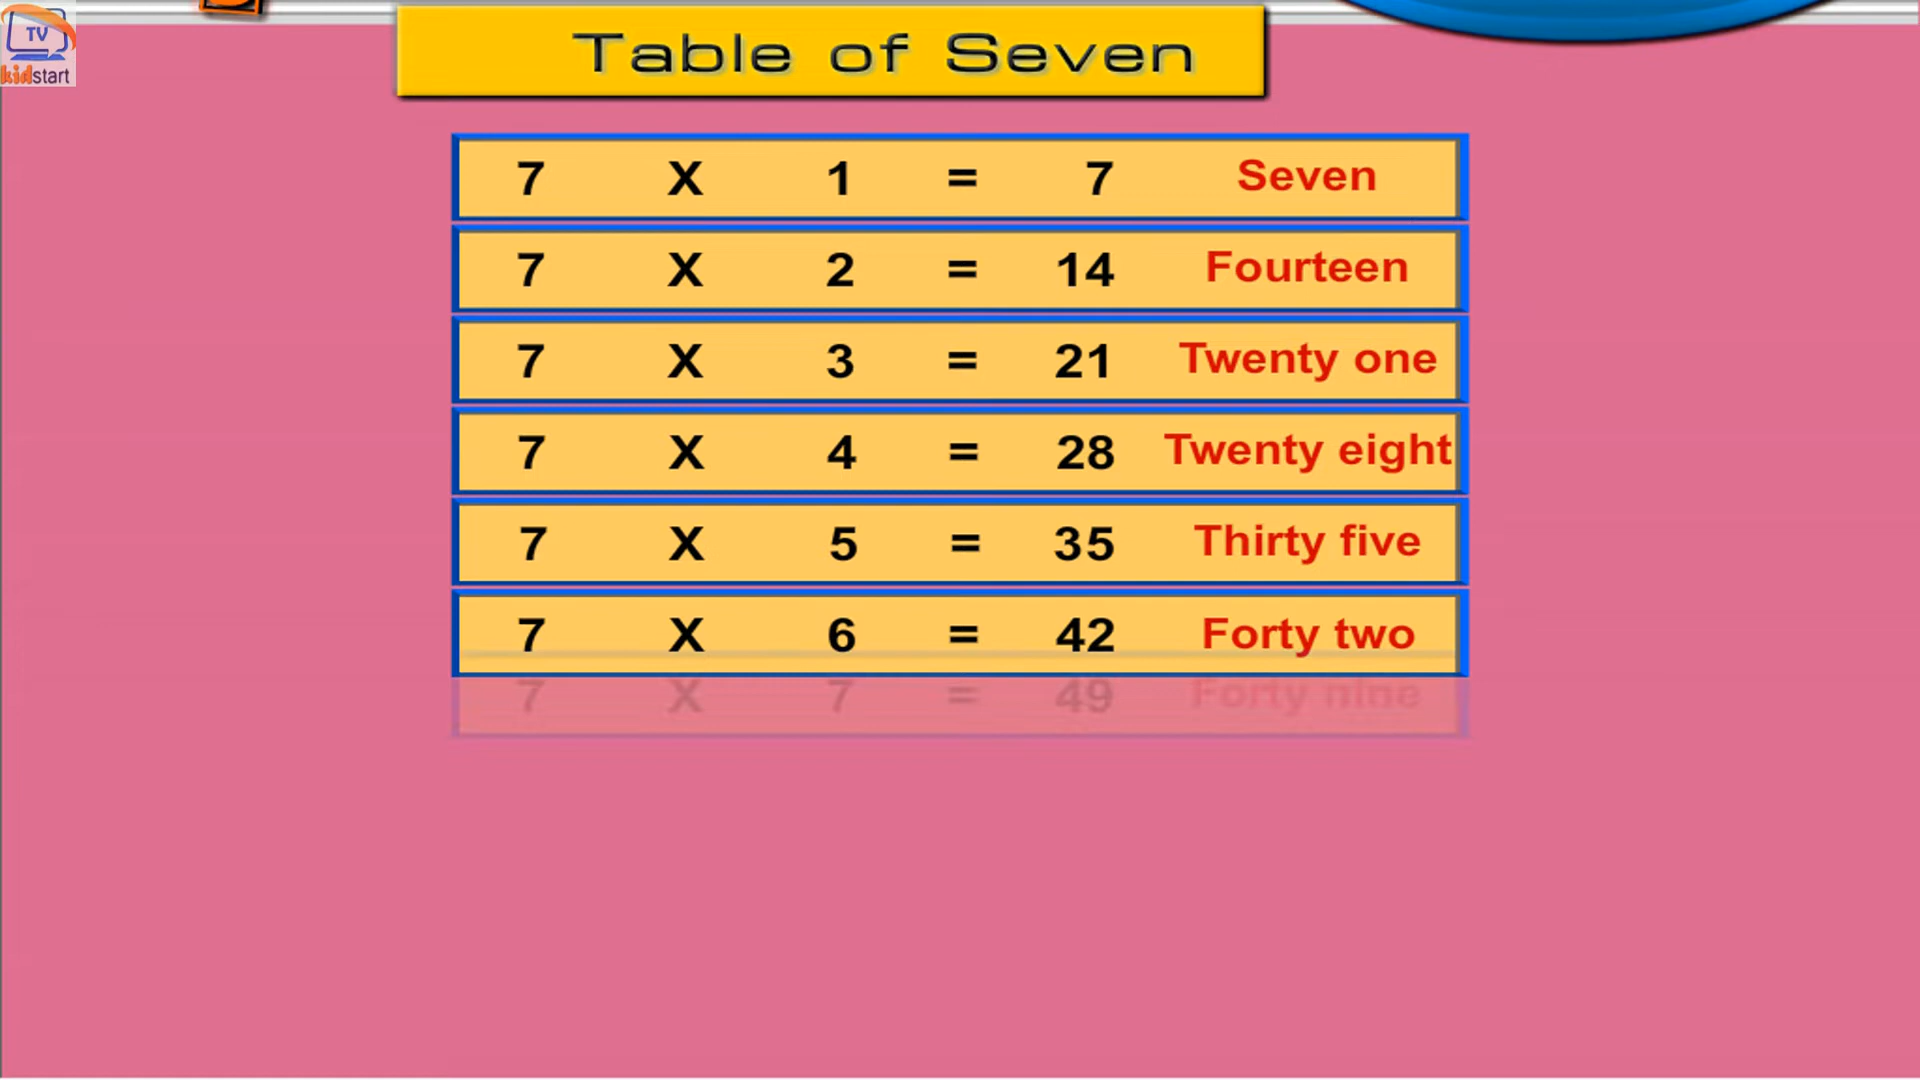 TV
kidstart
Table of Seven
7 X 1 = 7 Seven
7 X 2 = 14 Fourteen
7 X 3 = 21 Twenty one
7 X 4 = 28 Twenty eight
7 X 5 = 35 Thirty five
7 X 6 = 42 Forty two
7 X 7 = 49 Forty nine